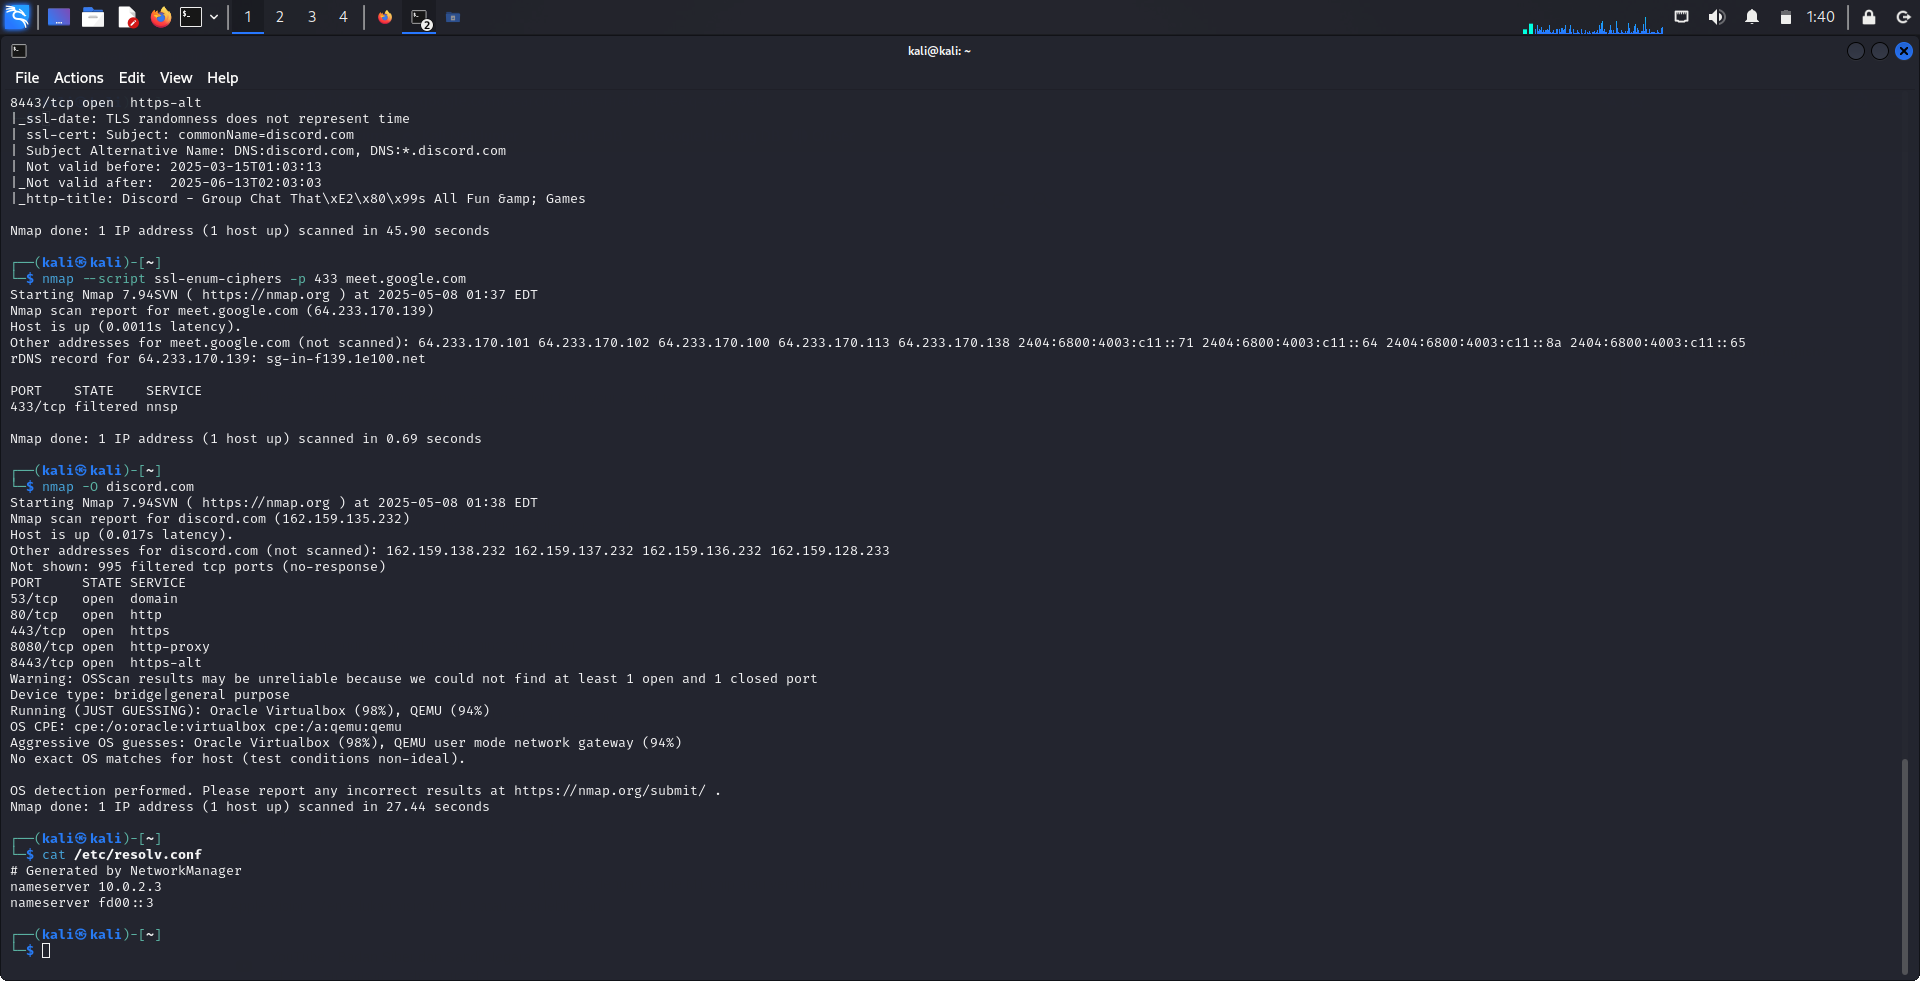 1 2 3 4 2 1:40
kali@kali: ~
File Actions Edit View Help
8443/tcp open  https-alt
|_ssl-date: TLS randomness does not represent time
| ssl-cert: Subject: commonName=discord.com
| Subject Alternative Name: DNS:discord.com, DNS:*.discord.com
| Not valid before: 2025-03-15T01:03:13
|_Not valid after:  2025-06-13T02:03:03
|_http-title: Discord - Group Chat That\xE2\x80\x99s All Fun &amp; Games
Nmap done: 1 IP address (1 host up) scanned in 45.90 seconds
┌──(kali㉿kali)-[~]
└─$ nmap --script ssl-enum-ciphers -p 433 meet.google.com
Starting Nmap 7.94SVN ( https://nmap.org ) at 2025-05-08 01:37 EDT
Nmap scan report for meet.google.com (64.233.170.139)
Host is up (0.0011s latency).
Other addresses for meet.google.com (not scanned): 64.233.170.101 64.233.170.102 64.233.170.100 64.233.170.113 64.233.170.138 2404:6800:4003:c11::71 2404:6800:4003:c11::64 2404:6800:4003:c11::8a 2404:6800:4003:c11::65
rDNS record for 64.233.170.139: sg-in-f139.1e100.net
PORT    STATE    SERVICE
433/tcp filtered nnsp
Nmap done: 1 IP address (1 host up) scanned in 0.69 seconds
┌──(kali㉿kali)-[~]
└─$ nmap -O discord.com
Starting Nmap 7.94SVN ( https://nmap.org ) at 2025-05-08 01:38 EDT
Nmap scan report for discord.com (162.159.135.232)
Host is up (0.017s latency).
Other addresses for discord.com (not scanned): 162.159.138.232 162.159.137.232 162.159.136.232 162.159.128.233
Not shown: 995 filtered tcp ports (no-response)
PORT     STATE SERVICE
53/tcp   open  domain
80/tcp   open  http
443/tcp  open  https
8080/tcp open  http-proxy
8443/tcp open  https-alt
Warning: OSScan results may be unreliable because we could not find at least 1 open and 1 closed port
Device type: bridge|general purpose
Running (JUST GUESSING): Oracle Virtualbox (98%), QEMU (94%)
OS CPE: cpe:/o:oracle:virtualbox cpe:/a:qemu:qemu
Aggressive OS guesses: Oracle Virtualbox (98%), QEMU user mode network gateway (94%)
No exact OS matches for host (test conditions non-ideal).
OS detection performed. Please report any incorrect results at https://nmap.org/submit/ .
Nmap done: 1 IP address (1 host up) scanned in 27.44 seconds
┌──(kali㉿kali)-[~]
└─$ cat /etc/resolv.conf
# Generated by NetworkManager
nameserver 10.0.2.3
nameserver fd00::3
┌──(kali㉿kali)-[~]
└─$